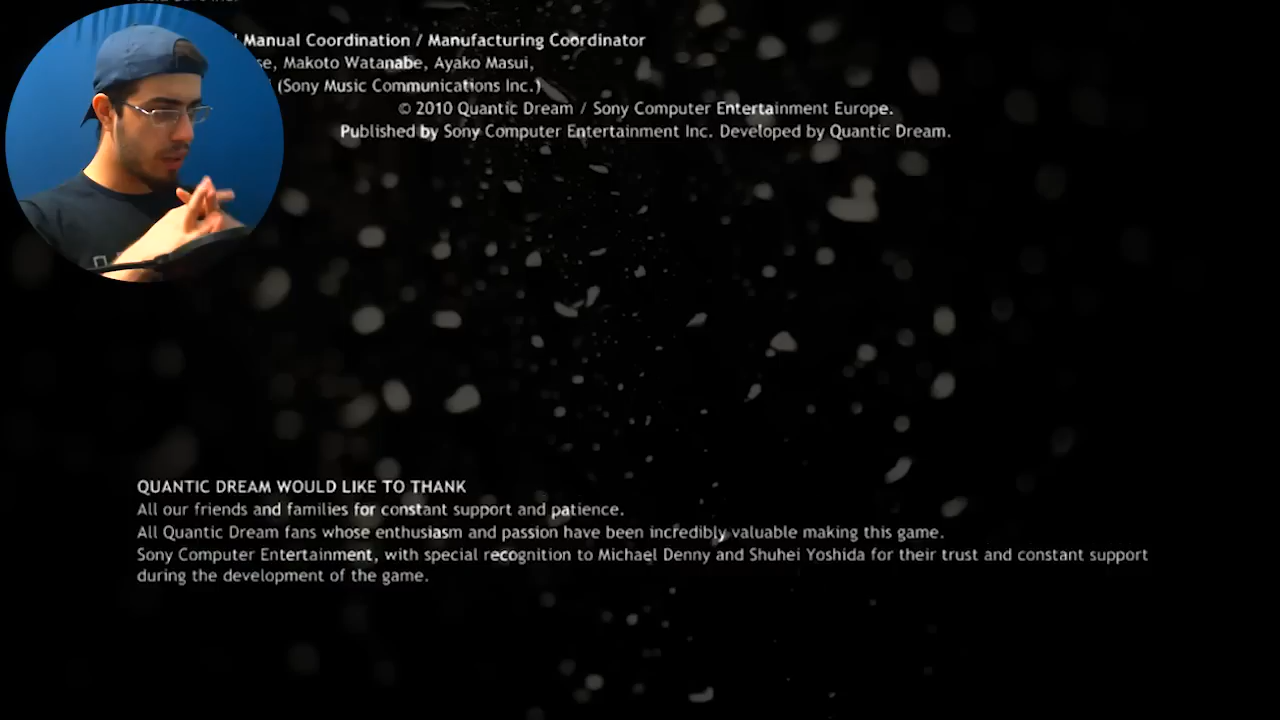 Manual Coordination / Manufacturing Coordinator
Makoto Watanabe, Ayako Masui,
(Sony Music Communications Inc.)
© 2010 Quantic Dream / Sony Computer Entertainment Europe.
Published by Sony Computer Entertainment Inc. Developed by Quantic Dream.
QUANTIC DREAM WOULD LIKE TO THANK
All our friends and families for constant support and patience.
All Quantic Dream fans whose enthusiasm and passion have been incredibly valuable making this game.
Sony Computer Entertainment, with special recognition to Michael Denny and Shuhei Yoshida for their trust and constant support
during the development of the game.